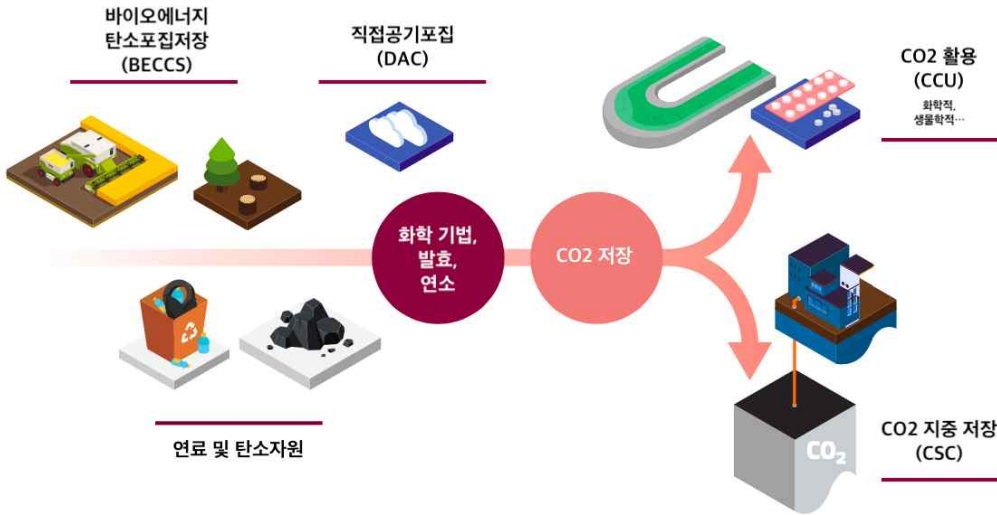 바이오에너지
탄소포집저장
(BECCS)
직접공기포집
(DAC)
CO2 활용
(CCU)
화학적,
생물학적…
화학 기법,
발효,
연소
CO2 저장
연료 및 탄소자원
CO2
CO2 지중 저장
(CSC)